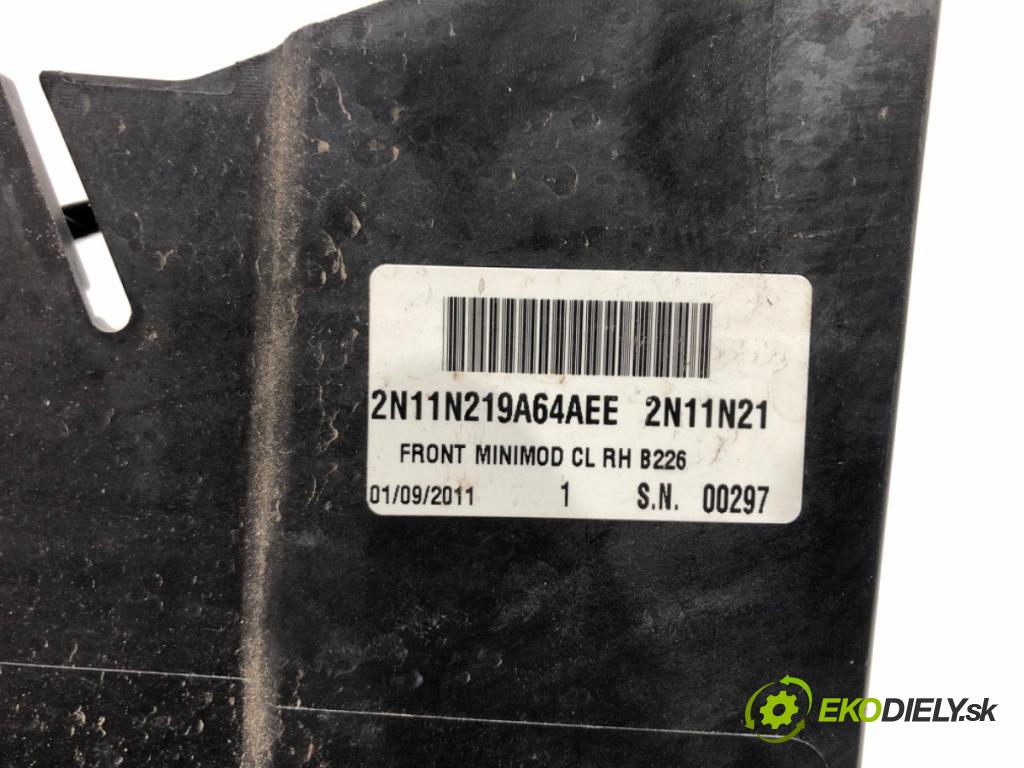 2N11N219A64AEE 2N11N21
FRONT MINIMOD CL RH B226
01/09/2011 1 S.N. 00297
EKODIELY.sk